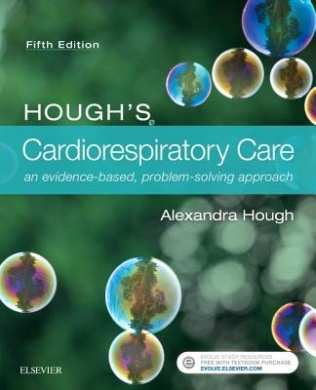 Fifth Edition
HOUGH'S
Cardiorespiratory Care
an evidence-based, problem-solving approach
Alexandra Hough
ELSEVIER
e
EVOLVE STUDY RESOURCES
FREE WITH TEXTBOOK PURCHASE
EVOLVE.ELSEVIER.COM